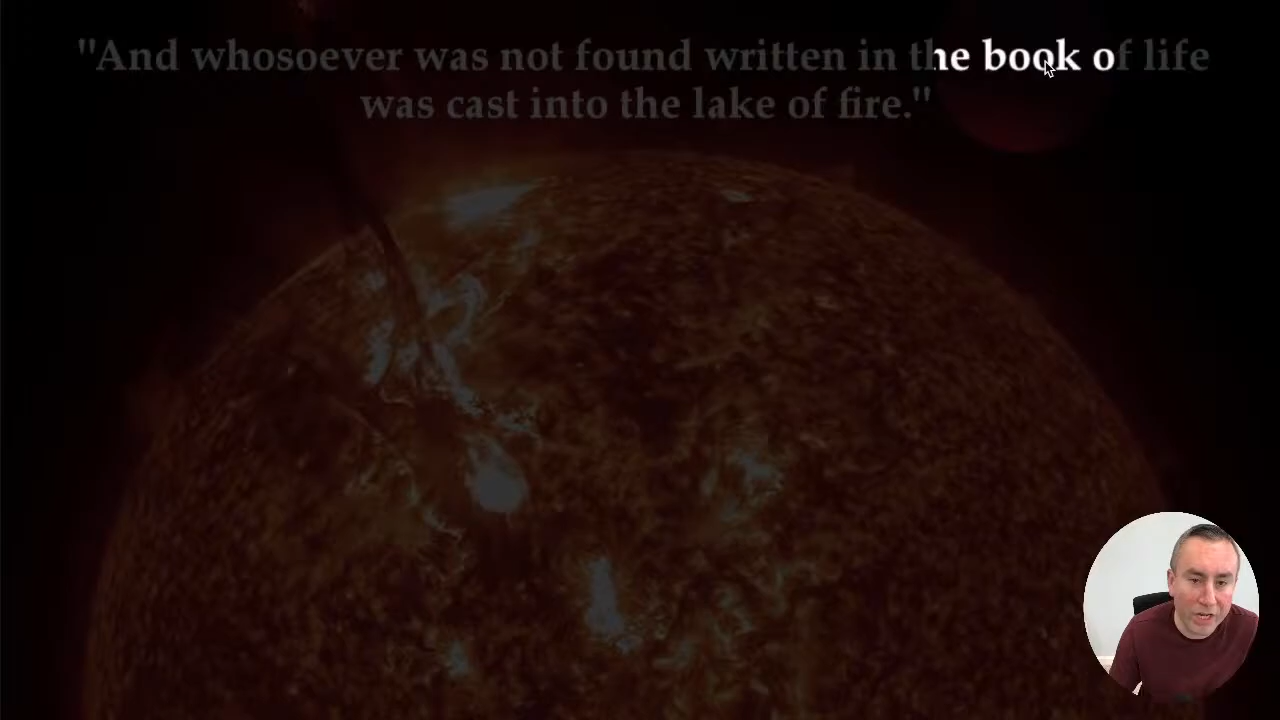 "And whosoever was not found written in the book of life
was cast into the lake of fire."